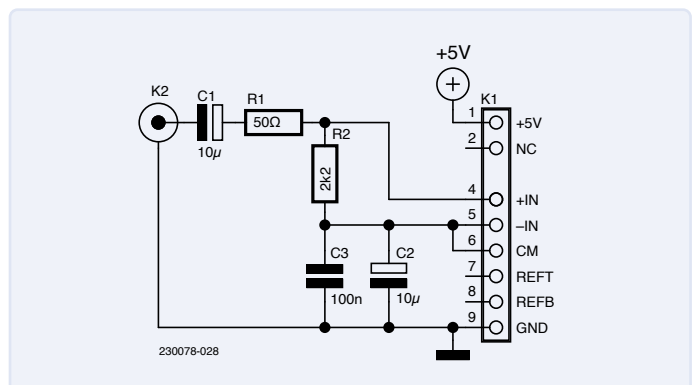 +5V
K2
C1
R1
K1
50Ω
1
+5V
R2
10µ
2
NC
2k2
4
+IN
5
–IN
6
CM
C3
C2
7
REFT
100n
10µ
8
REFB
9
GND
230078-028